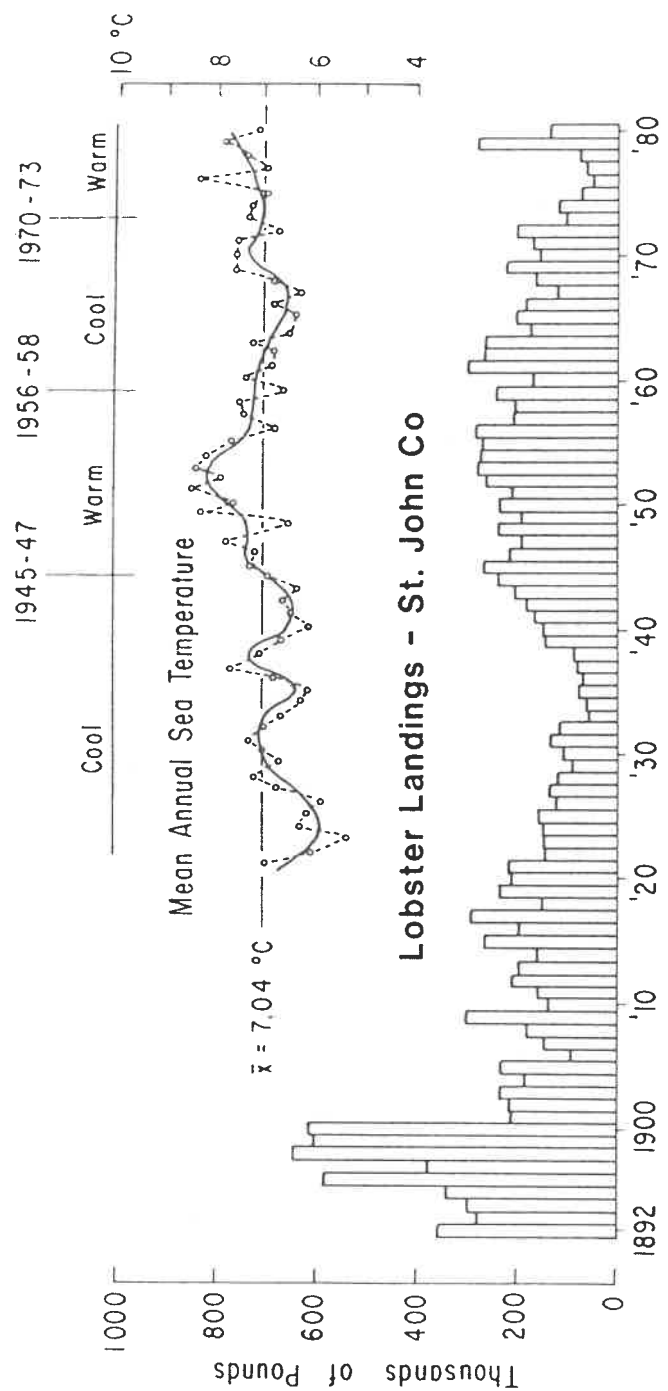 1945-47 1956-58 1970-73
Cool Warm Cool Warm
Mean Annual Sea Temperature
x̄ = 7.04 °C
10 °C
8
6
4
Lobster Landings - St. John Co
Thousands of Pounds
1000
800
600
400
200
0
1892 1900 '10 '20 '30 '40 '50 '60 '70 '80